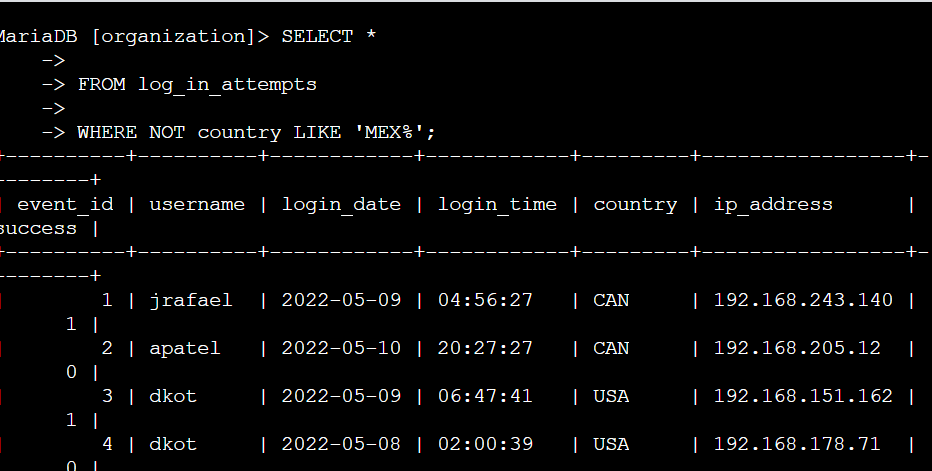 MariaDB [organization]> SELECT *
    ->
    -> FROM log_in_attempts
    ->
    -> WHERE NOT country LIKE 'MEX%';
+----------+----------+------------+------------+---------+-----------------+-
--------+
| event_id | username | login_date | login_time | country | ip_address      |
success |
+----------+----------+------------+------------+---------+-----------------+-
--------+
|        1 | jrafael  | 2022-05-09 | 04:56:27   | CAN     | 192.168.243.140 |
      1 |
|        2 | apatel   | 2022-05-10 | 20:27:27   | CAN     | 192.168.205.12  |
      0 |
|        3 | dkot     | 2022-05-09 | 06:47:41   | USA     | 192.168.151.162 |
      1 |
|        4 | dkot     | 2022-05-08 | 02:00:39   | USA     | 192.168.178.71  |
      0 |